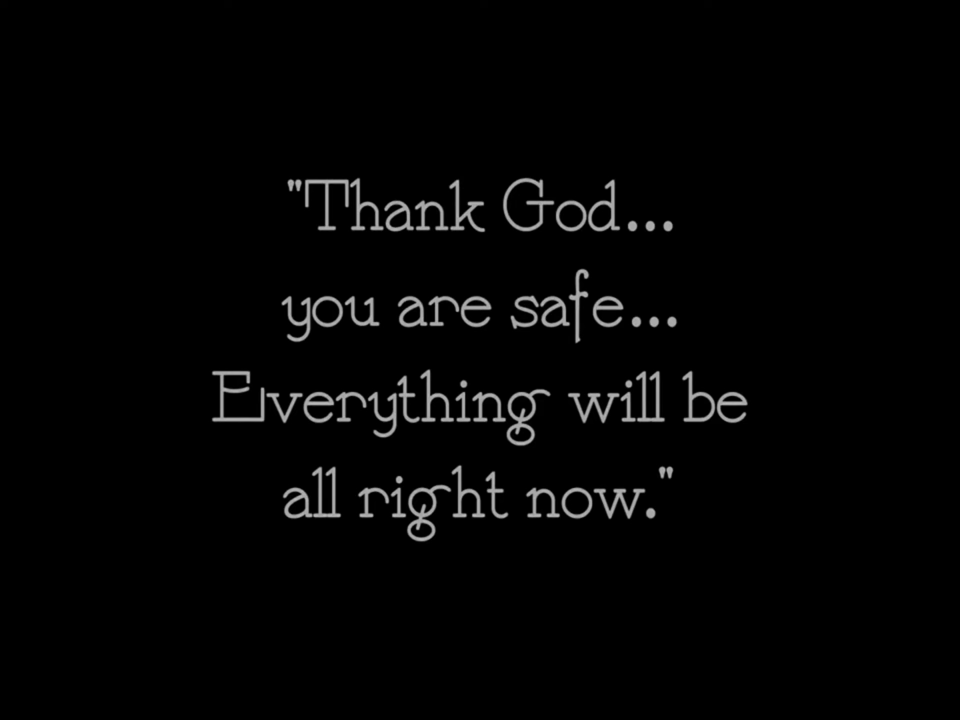 "Thank God...
you are safe...
Everything will be
all right now."